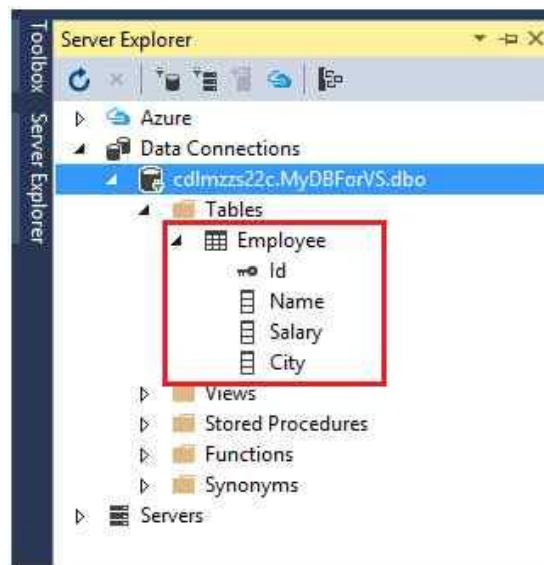 Toolbox
Server Explorer
Server Explorer
Azure
Data Connections
cdlmzzs22c.MyDBForVS.dbo
Tables
Employee
Id
Name
Salary
City
Views
Stored Procedures
Functions
Synonyms
Servers